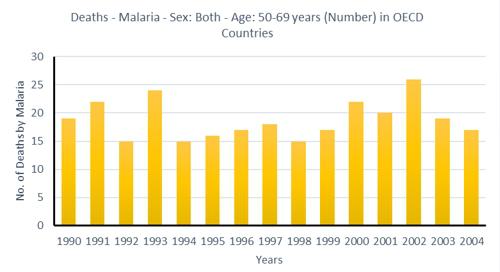 Deaths - Malaria - Sex: Both - Age: 50-69 years (Number) in OECD
Countries
No. of Deaths by Malaria
30
25
20
15
10
5
0
1990 1991 1992 1993 1994 1995 1996 1997 1998 1999 2000 2001 2002 2003 2004
Years